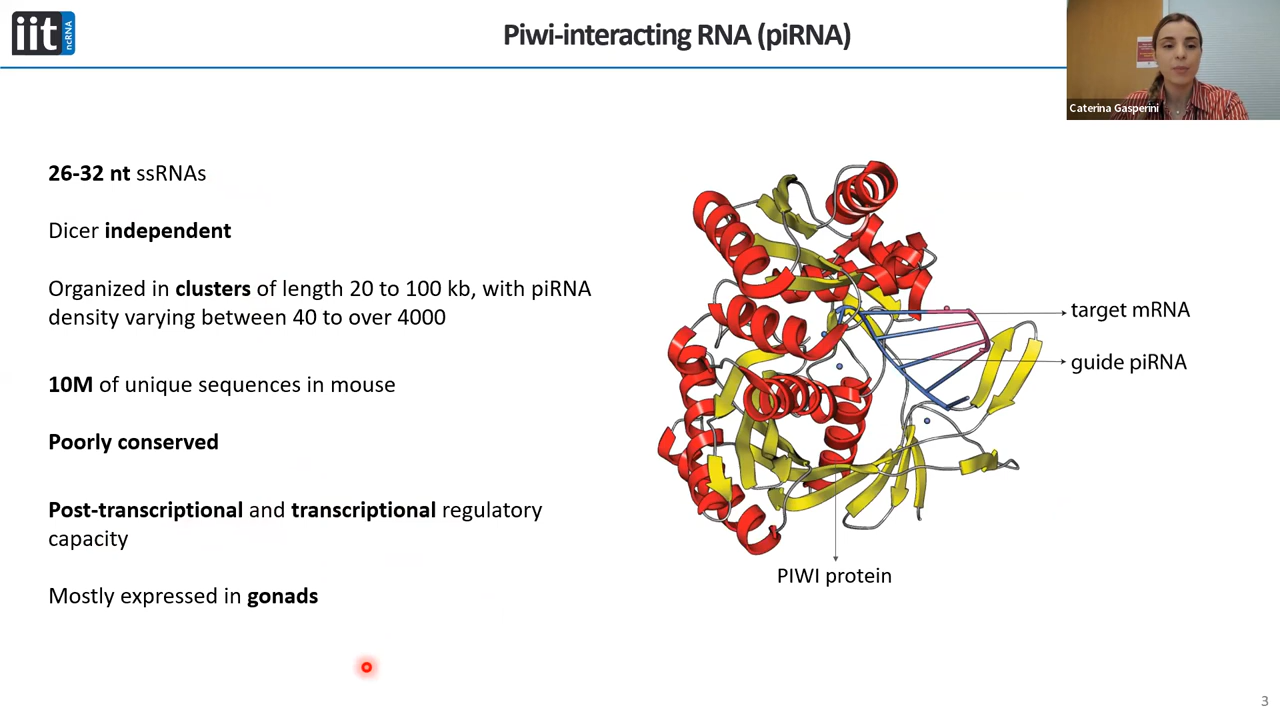 iit
ncRNA
Piwi-interacting RNA (piRNA)
Caterina Gasperini
26-32 nt ssRNAs
Dicer independent
Organized in clusters of length 20 to 100 kb, with piRNA
density varying between 40 to over 4000
10M of unique sequences in mouse
Poorly conserved
Post-transcriptional and transcriptional regulatory
capacity
Mostly expressed in gonads
target mRNA
guide piRNA
PIWI protein
3